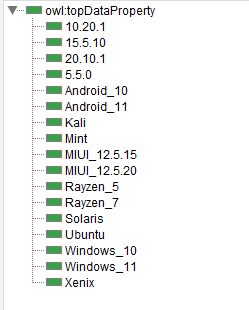 owl:topDataProperty
10.20.1
15.5.10
20.10.1
5.5.0
Android_10
Android_11
Kali
Mint
MIUI_12.5.15
MIUI_12.5.20
Rayzen_5
Rayzen_7
Solaris
Ubuntu
Windows_10
Windows_11
Xenix